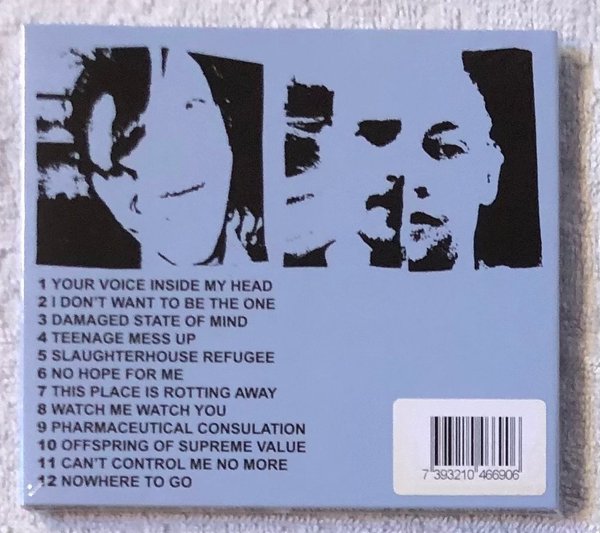 1 YOUR VOICE INSIDE MY HEAD
2 I DON'T WANT TO BE THE ONE
3 DAMAGED STATE OF MIND
4 TEENAGE MESS UP
5 SLAUGHTERHOUSE REFUGEE
6 NO HOPE FOR ME
7 THIS PLACE IS ROTTING AWAY
8 WATCH ME WATCH YOU
9 PHARMACEUTICAL CONSULATION
10 OFFSPRING OF SUPREME VALUE
11 CAN'T CONTROL ME NO MORE
12 NOWHERE TO GO
7 393210 466906